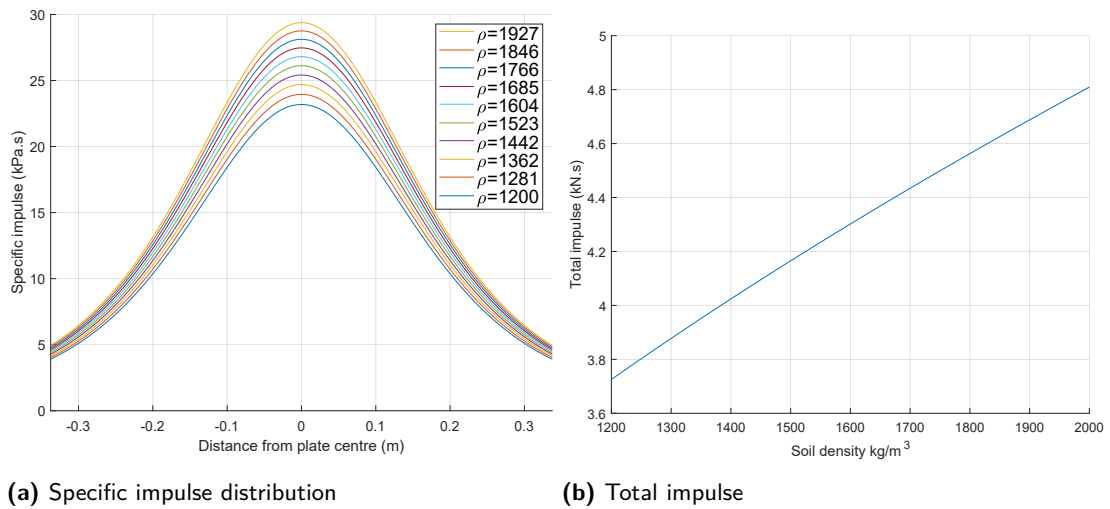 30
25
20
15
10
5
0
Specific impulse (kPa.s)
ρ=1927
ρ=1846
ρ=1766
ρ=1685
ρ=1604
ρ=1523
ρ=1442
ρ=1362
ρ=1281
ρ=1200
-0.3 -0.2 -0.1 0 0.1 0.2 0.3
Distance from plate centre (m)
(a) Specific impulse distribution
5
4.8
4.6
4.4
4.2
4
3.8
3.6
Total impulse (kN.s)
1200 1300 1400 1500 1600 1700 1800 1900 2000
Soil density kg/m³
(b) Total impulse